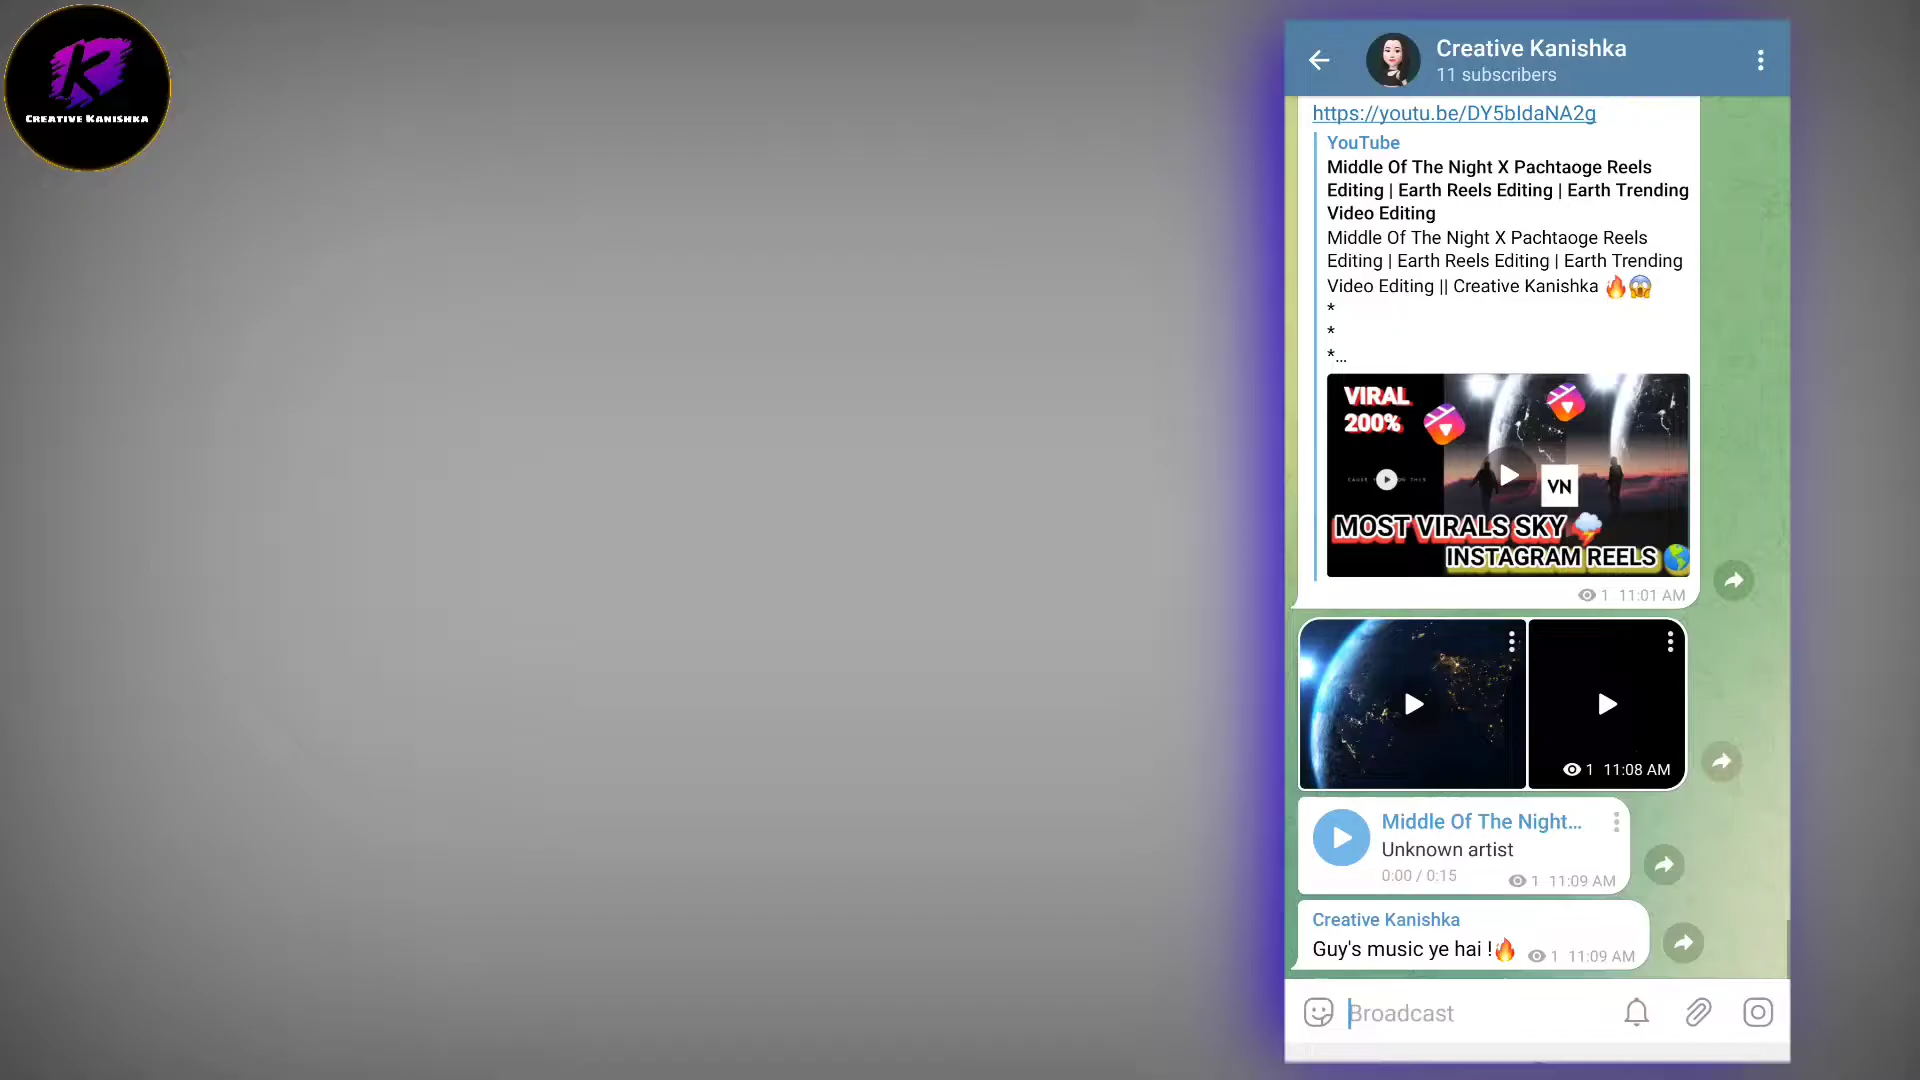 K
CREATIVE KANISHKA
Creative Kanishka
11 subscribers
https://youtu.be/DY5bIdaNA2g
YouTube
Middle Of The Night X Pachtaoge Reels
Editing | Earth Reels Editing | Earth Trending
Video Editing
Middle Of The Night X Pachtaoge Reels
Editing | Earth Reels Editing | Earth Trending
Video Editing || Creative Kanishka 🔥😱
*
*
*...
VIRAL
200%
VN
MOST VIRALS SKY 🌩
INSTAGRAM REELS 🌎
1 11:01 AM
1 11:08 AM
Middle Of The Night...
Unknown artist
0:00 / 0:15
1 11:09 AM
Creative Kanishka
Guy's music ye hai !🔥
1 11:09 AM
Broadcast